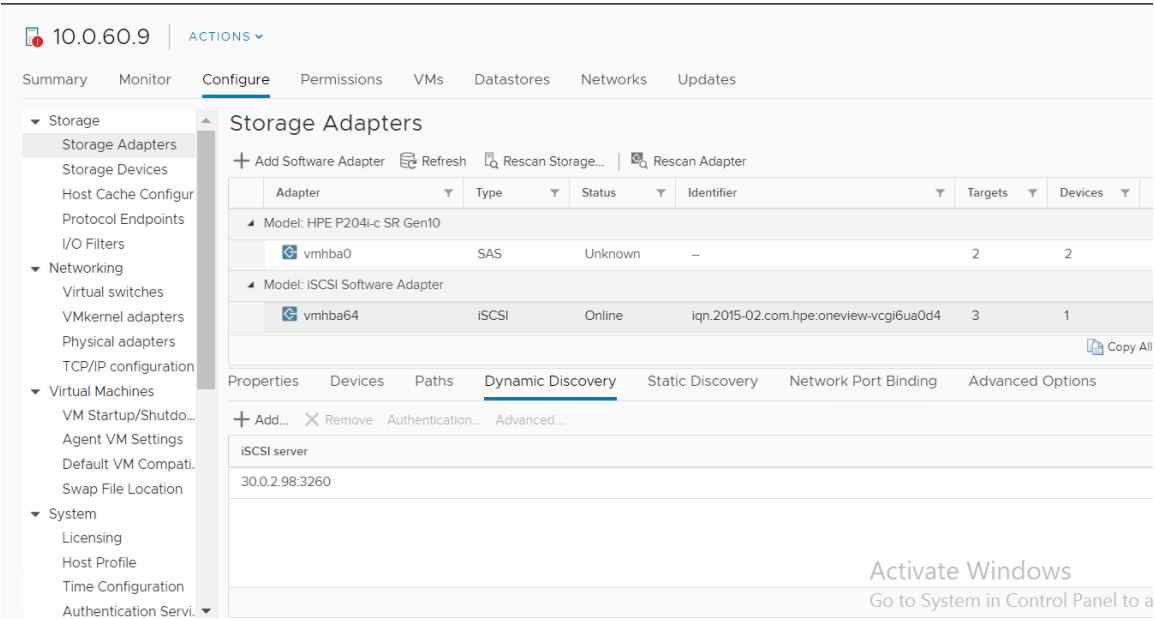 10.0.60.9 ACTIONS
Summary Monitor Configure Permissions VMs Datastores Networks Updates
Storage
Storage Adapters
Storage Devices
Host Cache Configur
Protocol Endpoints
I/O Filters
Networking
Virtual switches
VMkernel adapters
Physical adapters
TCP/IP configuration
Virtual Machines
VM Startup/Shutdo...
Agent VM Settings
Default VM Compati.
Swap File Location
System
Licensing
Host Profile
Time Configuration
Authentication Servi.
Storage Adapters
Add Software Adapter Refresh Rescan Storage... Rescan Adapter
Adapter Type Status Identifier Targets Devices
Model: HPE P204i-c SR Gen10
vmhba0 SAS Unknown -- 2 2
Model: iSCSI Software Adapter
vmhba64 iSCSI Online iqn.2015-02.com.hpe:oneview-vcgi6ua0d4 3 1
Copy All
Properties Devices Paths Dynamic Discovery Static Discovery Network Port Binding Advanced Options
Add... Remove Authentication... Advanced...
iSCSI server
30.0.2.98:3260
Activate Windows
Go to System in Control Panel to a